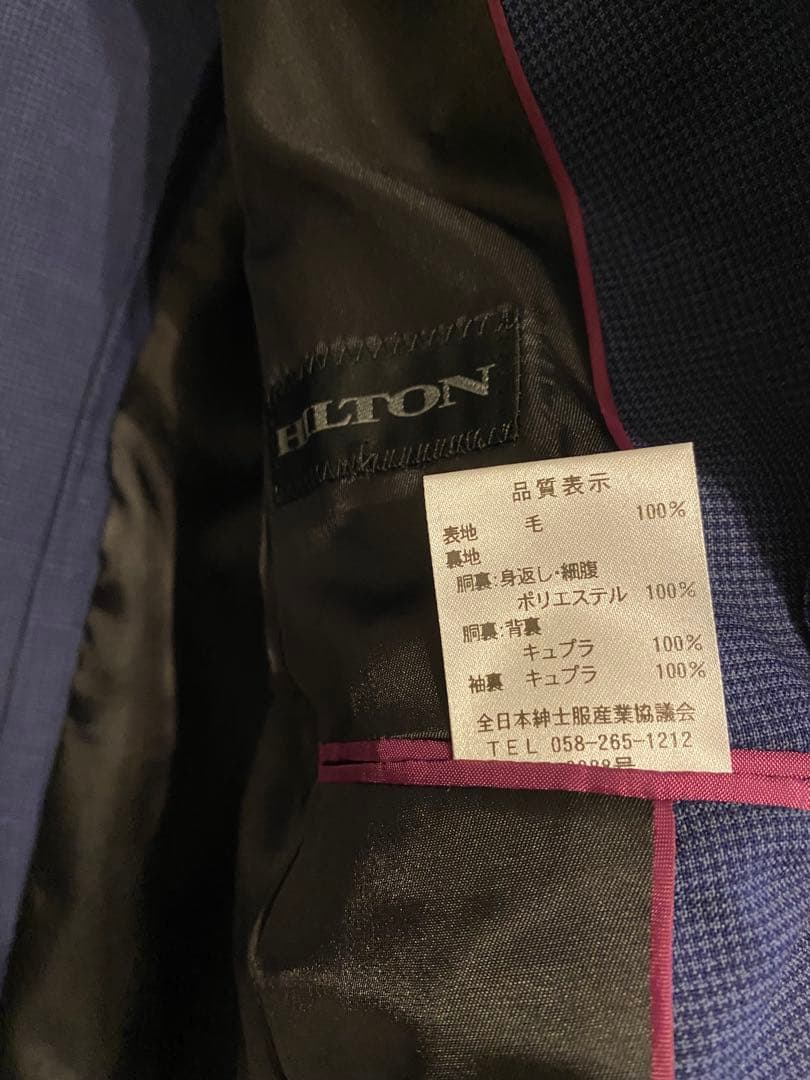 HILTON
品質表示
表地 毛 100%
裏地
胴裏:身返し・細腹
ポリエステル 100%
胴裏:背裏
キュプラ 100%
袖裏 キュプラ 100%
全日本紳士服産業協議会
TEL 058-265-1212